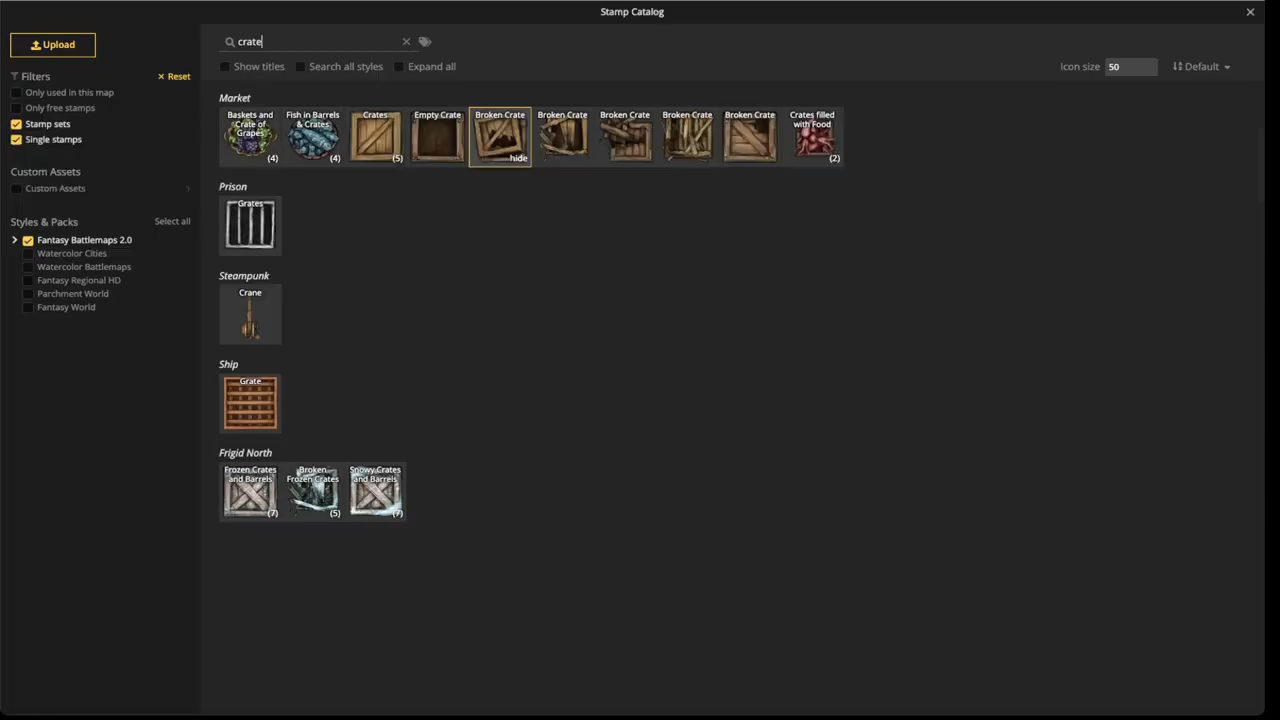 Stamp Catalog
Upload
Filters
Reset
Only used in this map
Only free stamps
Stamp sets
Single stamps
Custom Assets
Custom Assets 1
Styles & Packs
Select all
Fantasy Battlemaps 2.0
Watercolor Cities
Watercolor Battlemaps
Fantasy Regional HD
Parchment World
Fantasy World
crate
Show titles
Search all styles
Expand all
Icon size
50
Default
Market
Baskets and
Crate of
Grapes
(4)
Fish in Barrels
& Crates
(4)
Crates
(5)
Empty Crate
Broken Crate
hide
Broken Crate
Broken Crate
Broken Crate
Broken Crate
Crates filled
with Food
(2)
Prison
Grates
Steampunk
Crane
Ship
Grate
Frigid North
Frozen Crates
and Barrels
(7)
Broken
Frozen Crates
(5)
Snowy Crates
and Barrels
(7)